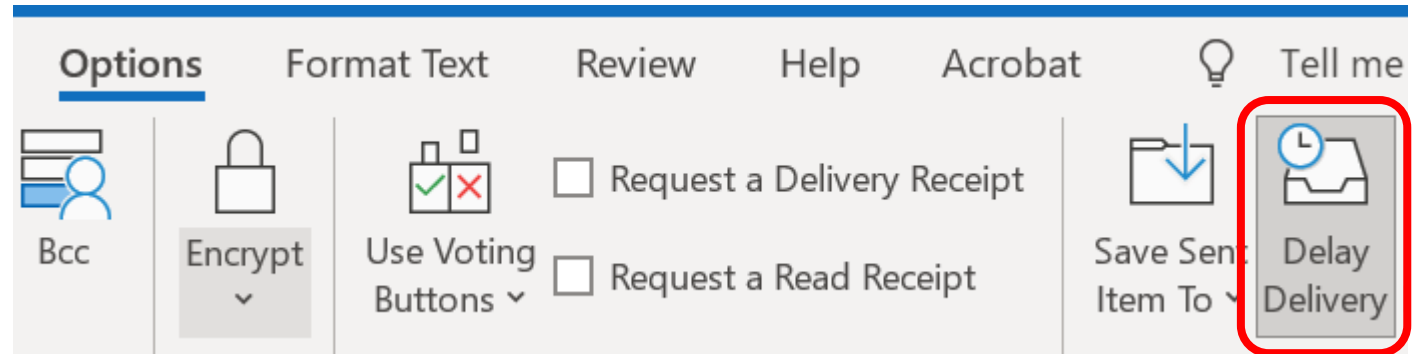 Options Format Text Review Help Acrobat Tell me
Bcc
Encrypt
Use Voting
Buttons
Request a Delivery Receipt
Request a Read Receipt
Save Sent
Item To
Delay
Delivery